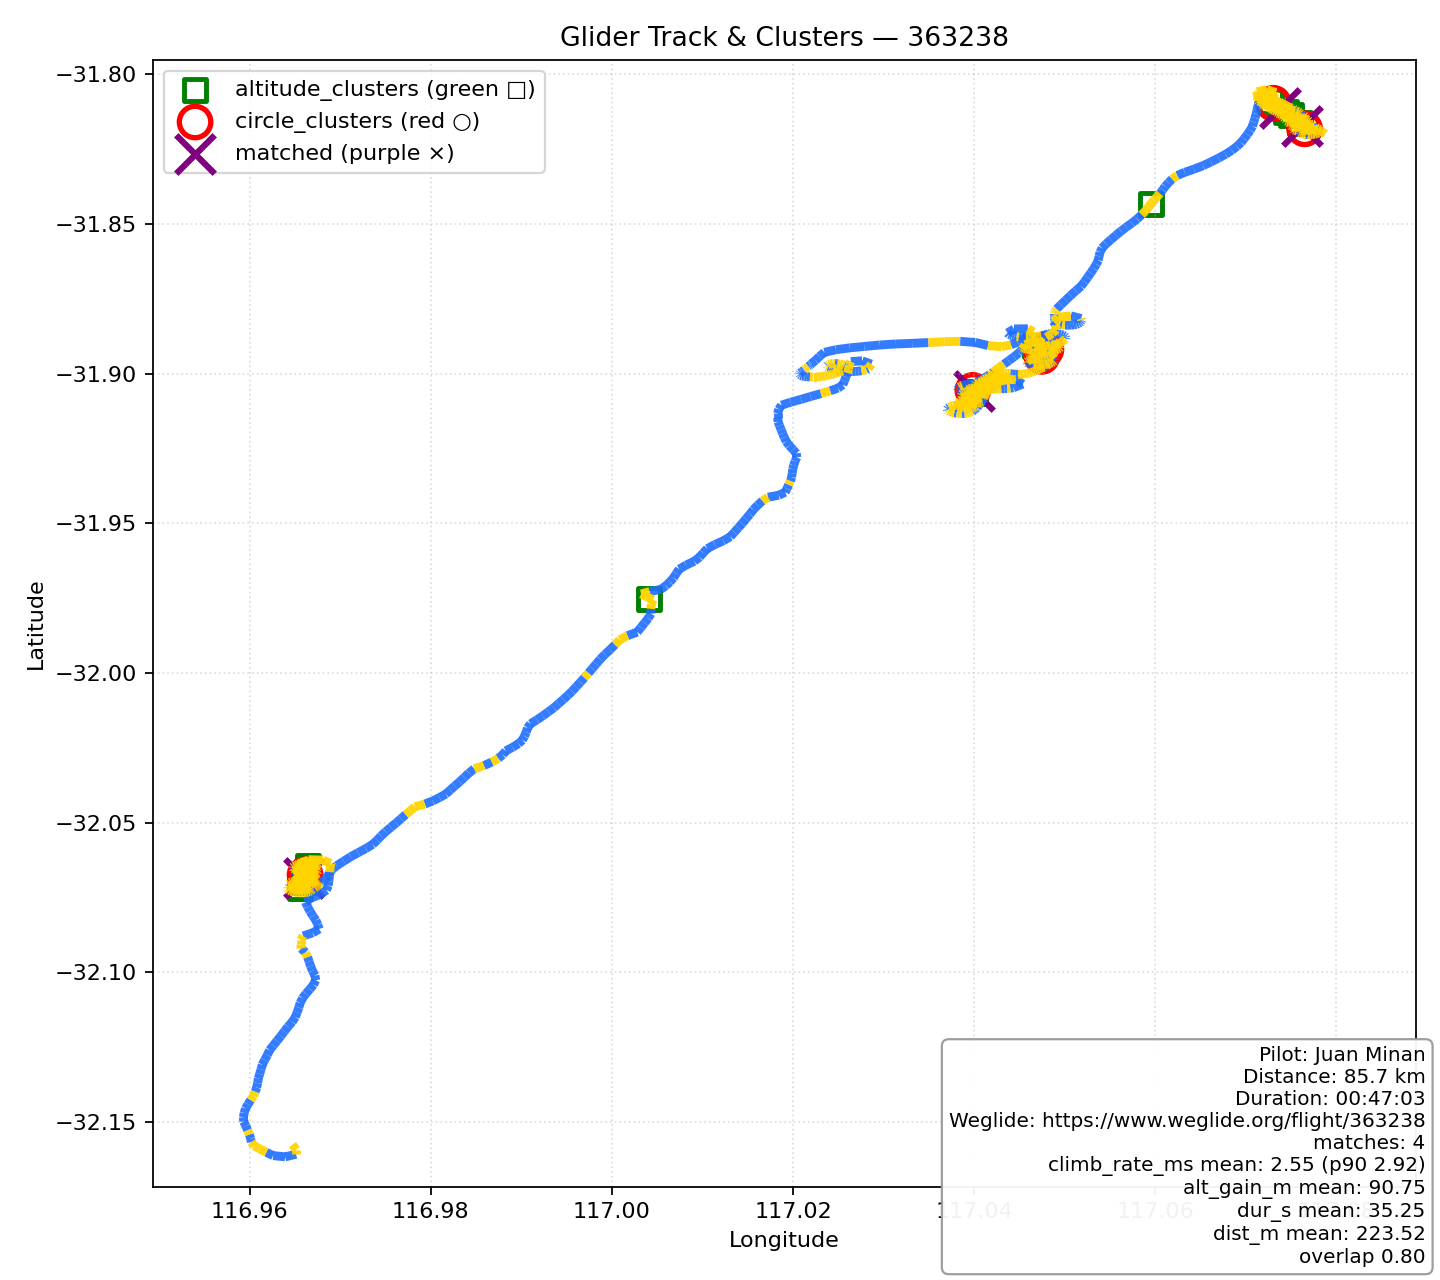 Glider Track & Clusters — 363238
altitude_clusters (green □)
circle_clusters (red ○)
matched (purple ×)
−31.80
−31.85
−31.90
−31.95
−32.00
−32.05
−32.10
−32.15
Latitude
116.96
116.98
117.00
117.02
117.04
117.06
Longitude
Pilot: Juan Minan
Distance: 85.7 km
Duration: 00:47:03
Weglide: https://www.weglide.org/flight/363238
matches: 4
climb_rate_ms mean: 2.55 (p90 2.92)
alt_gain_m mean: 90.75
dur_s mean: 35.25
dist_m mean: 223.52
overlap 0.80